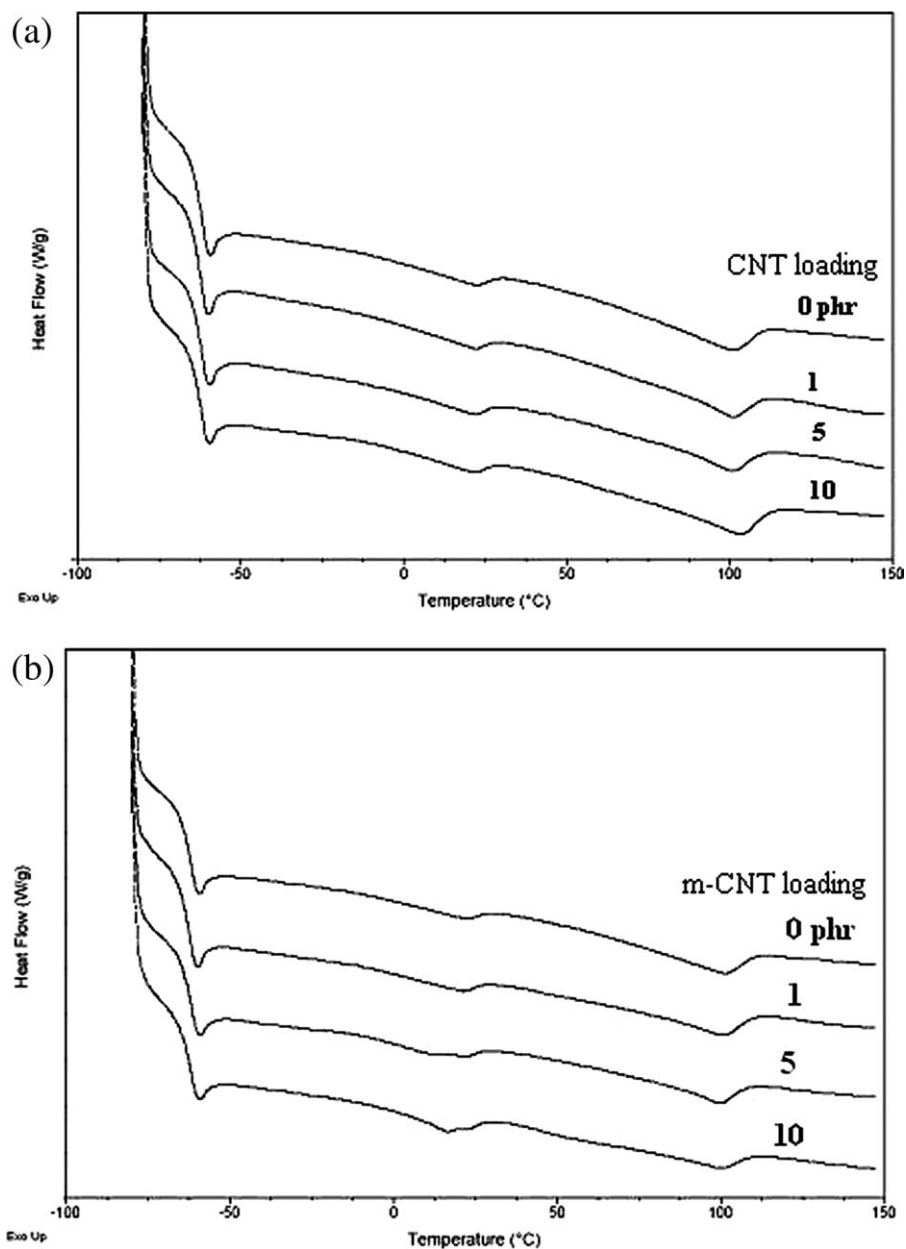 (a)
Heat Flow (W/g)
CNT loading
0 phr
1
5
10
-100 -50 0 50 100 150
Exo Up
Temperature (°C)
(b)
Heat Flow (W/g)
m-CNT loading
0 phr
1
5
10
-100 -50 0 50 100 150
Exo Up
Temperature (°C)